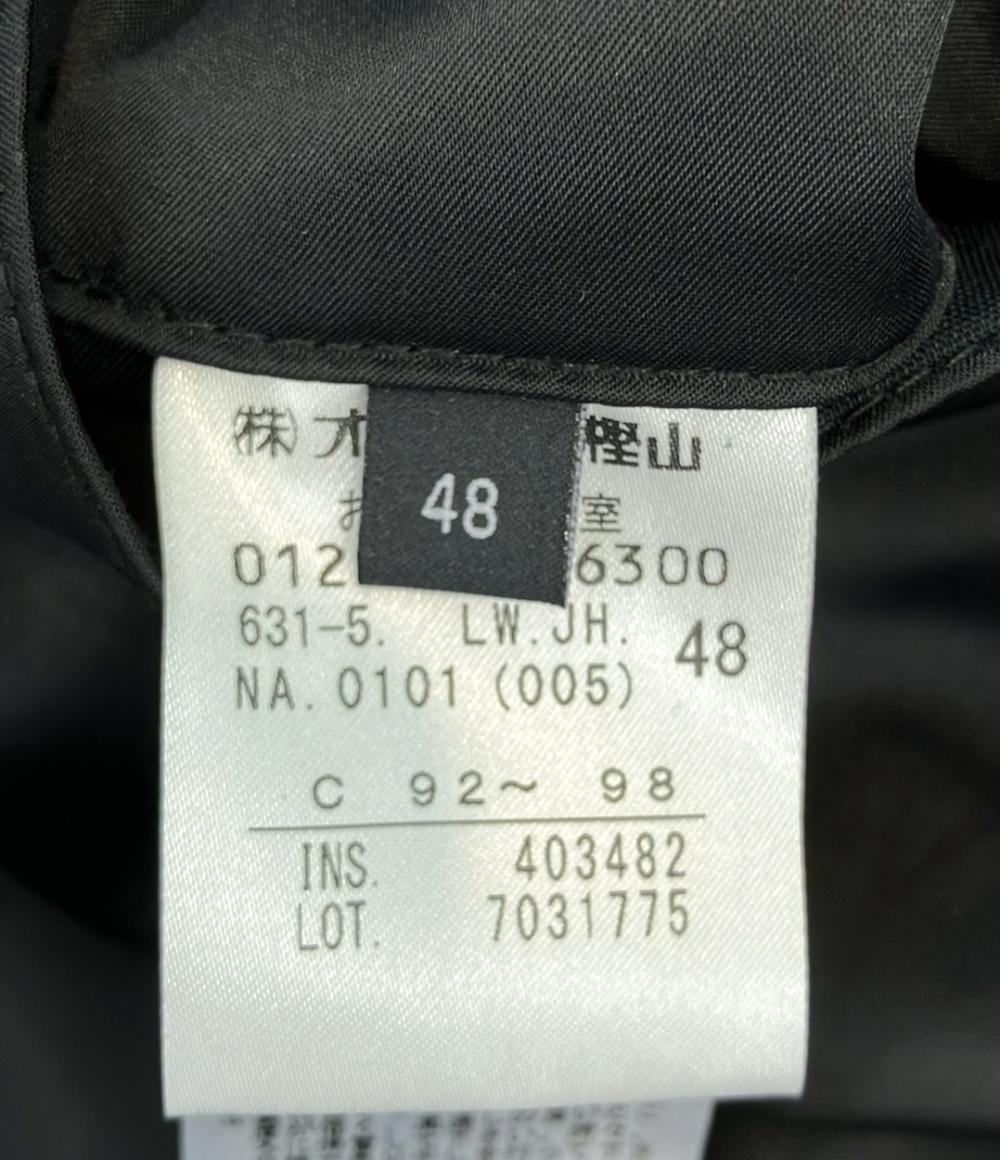 ㈱オ 樫山
48
お 室
012 6300
631-5. LW.JH. 48
NA. 0101 (005)
C 92～ 98
INS. 403482
LOT. 7031775